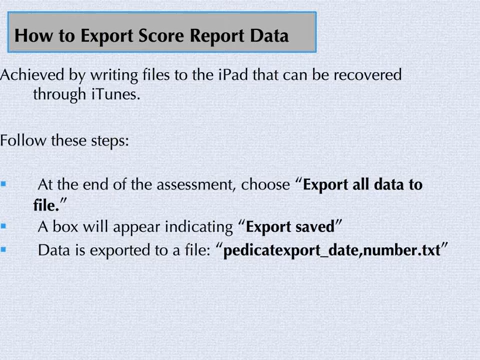 How to Export Score Report Data
Achieved by writing files to the iPad that can be recovered
through iTunes.
Follow these steps:
At the end of the assessment, choose “Export all data to
file.”
A box will appear indicating “Export saved”
Data is exported to a file: “pedicatexport_date,number.txt”